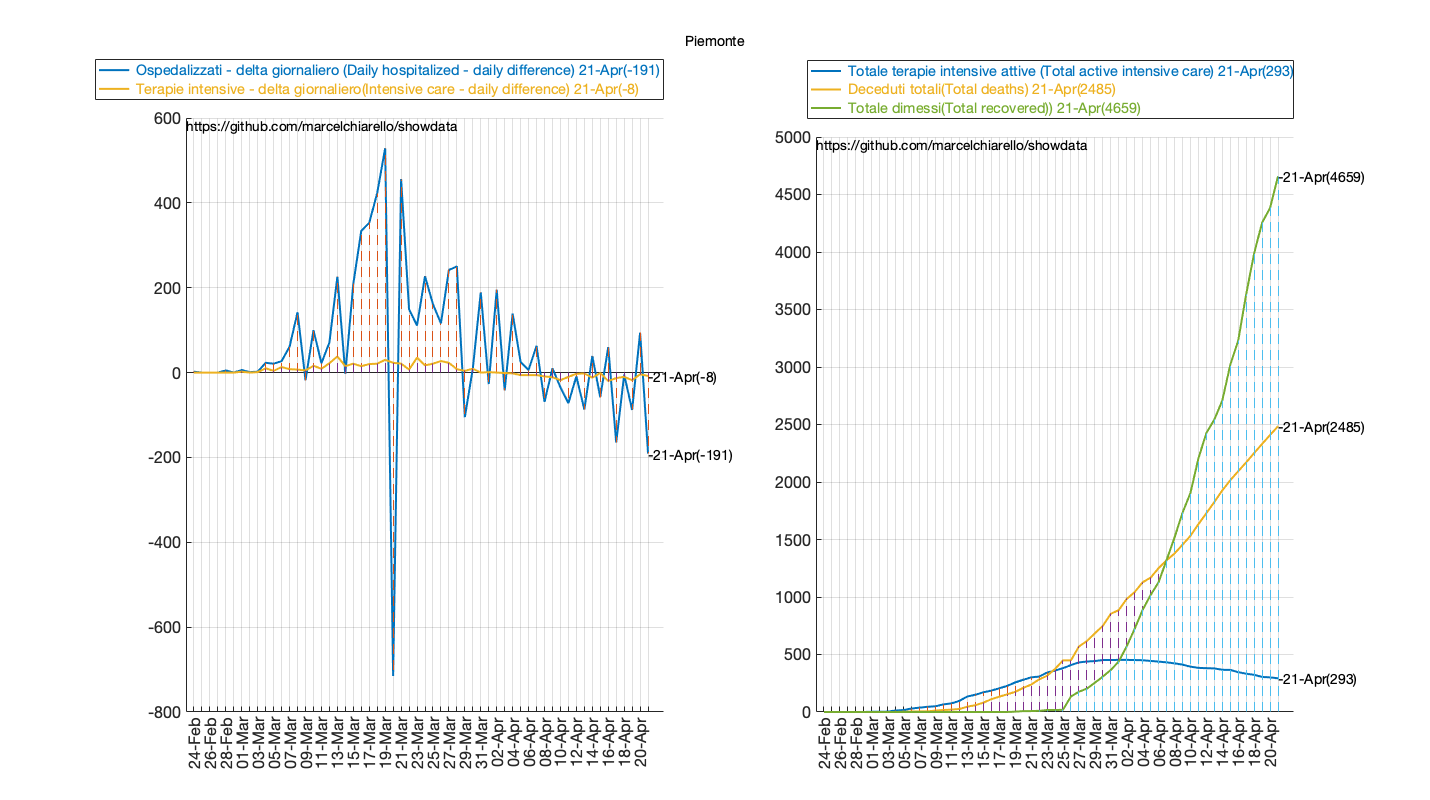 Piemonte
Ospedalizzati - delta giornaliero (Daily hospitalized - daily difference) 21-Apr(-191)
Terapie intensive - delta giornaliero(Intensive care - daily difference) 21-Apr(-8)
https://github.com/marcelchiarello/showdata
600
400
200
0
-200
-400
-600
-800
-21-Apr(-8)
-21-Apr(-191)
24-Feb
26-Feb
28-Feb
01-Mar
03-Mar
05-Mar
07-Mar
09-Mar
11-Mar
13-Mar
15-Mar
17-Mar
19-Mar
21-Mar
23-Mar
25-Mar
27-Mar
29-Mar
31-Mar
02-Apr
04-Apr
06-Apr
08-Apr
10-Apr
12-Apr
14-Apr
16-Apr
18-Apr
20-Apr
Totale terapie intensive attive (Total active intensive care) 21-Apr(293)
Deceduti totali(Total deaths) 21-Apr(2485)
Totale dimessi(Total recovered)) 21-Apr(4659)
https://github.com/marcelchiarello/showdata
5000
4500
4000
3500
3000
2500
2000
1500
1000
500
0
-21-Apr(4659)
-21-Apr(2485)
-21-Apr(293)
24-Feb
26-Feb
28-Feb
01-Mar
03-Mar
05-Mar
07-Mar
09-Mar
11-Mar
13-Mar
15-Mar
17-Mar
19-Mar
21-Mar
23-Mar
25-Mar
27-Mar
29-Mar
31-Mar
02-Apr
04-Apr
06-Apr
08-Apr
10-Apr
12-Apr
14-Apr
16-Apr
18-Apr
20-Apr